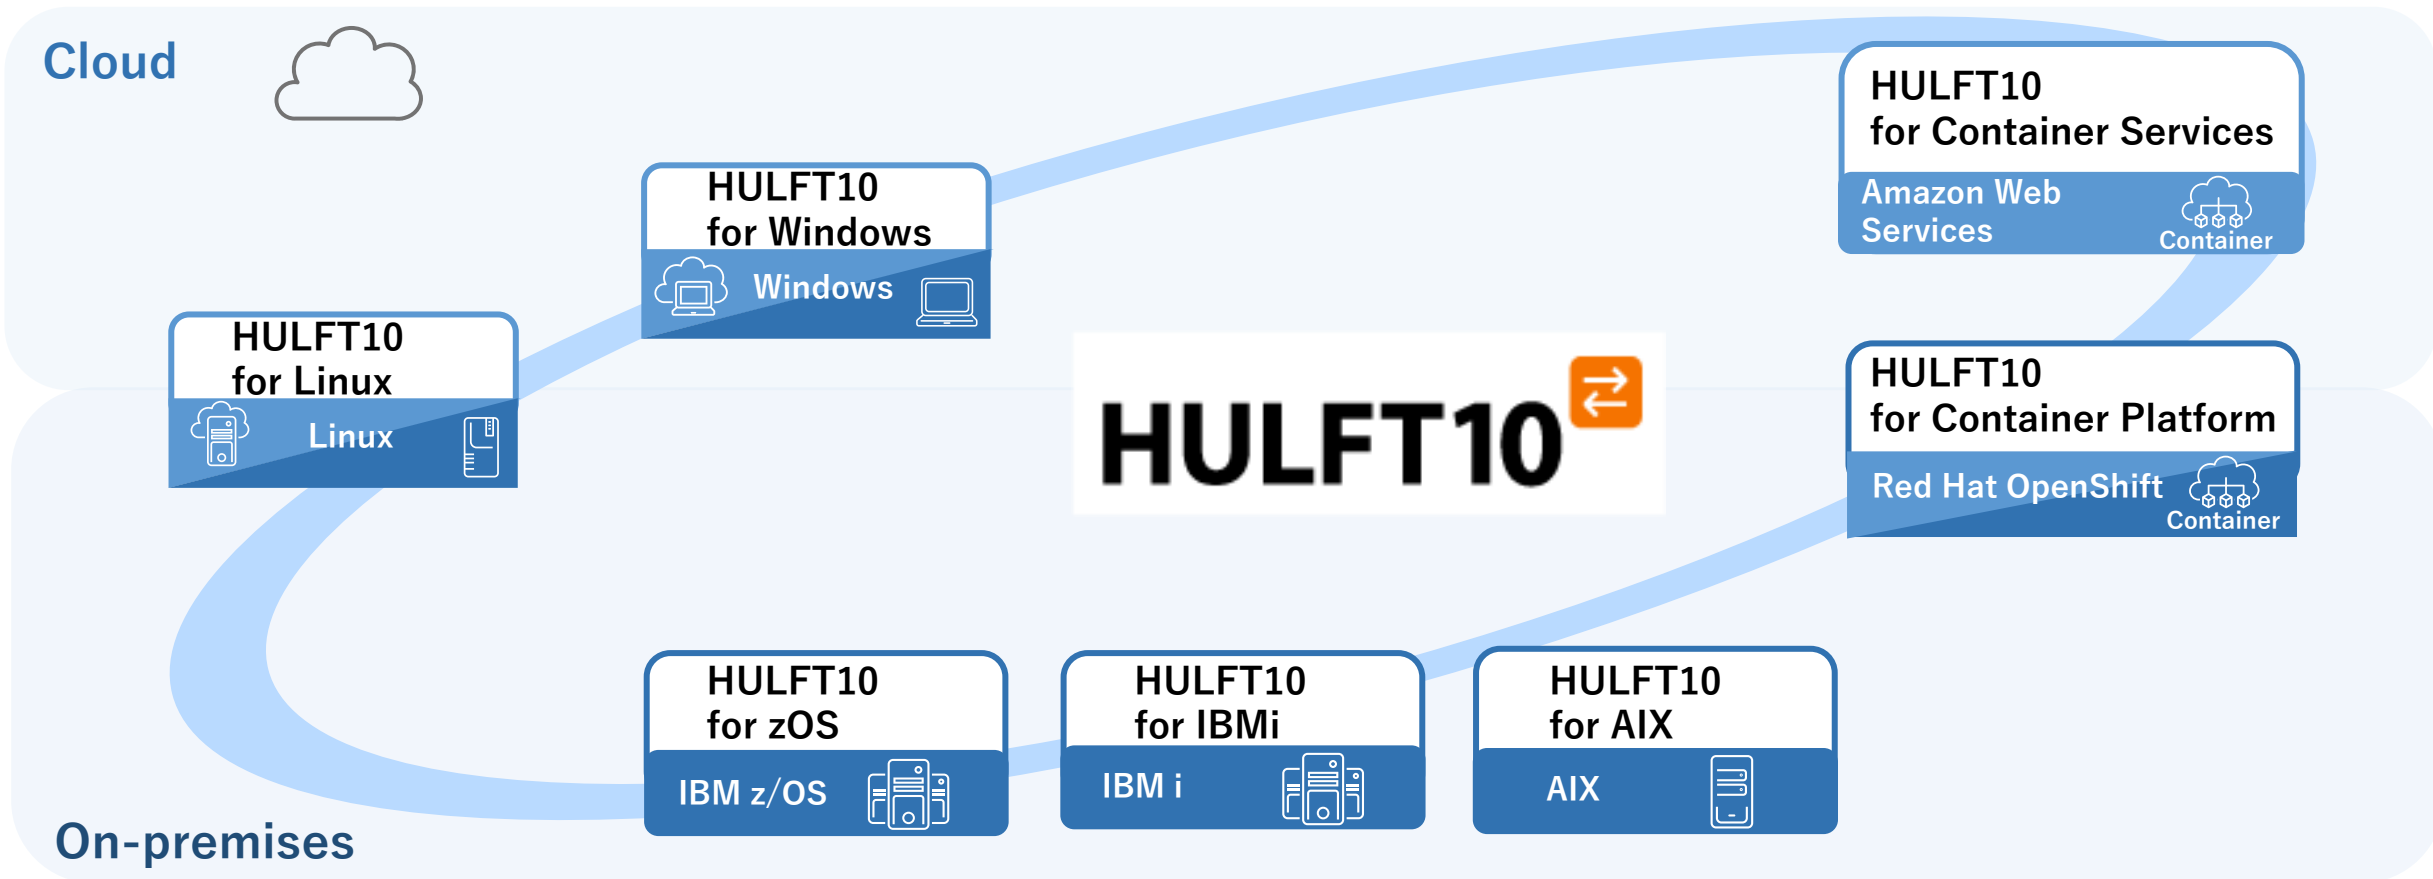 Cloud
HULFT10
for Container Services
Amazon Web
Services
Container
HULFT10
for Windows
Windows
HULFT10
for Linux
Linux
HULFT10
HULFT10
for Container Platform
Red Hat OpenShift
Container
HULFT10
for zOS
IBM z/OS
HULFT10
for IBMi
IBM i
HULFT10
for AIX
AIX
On-premises